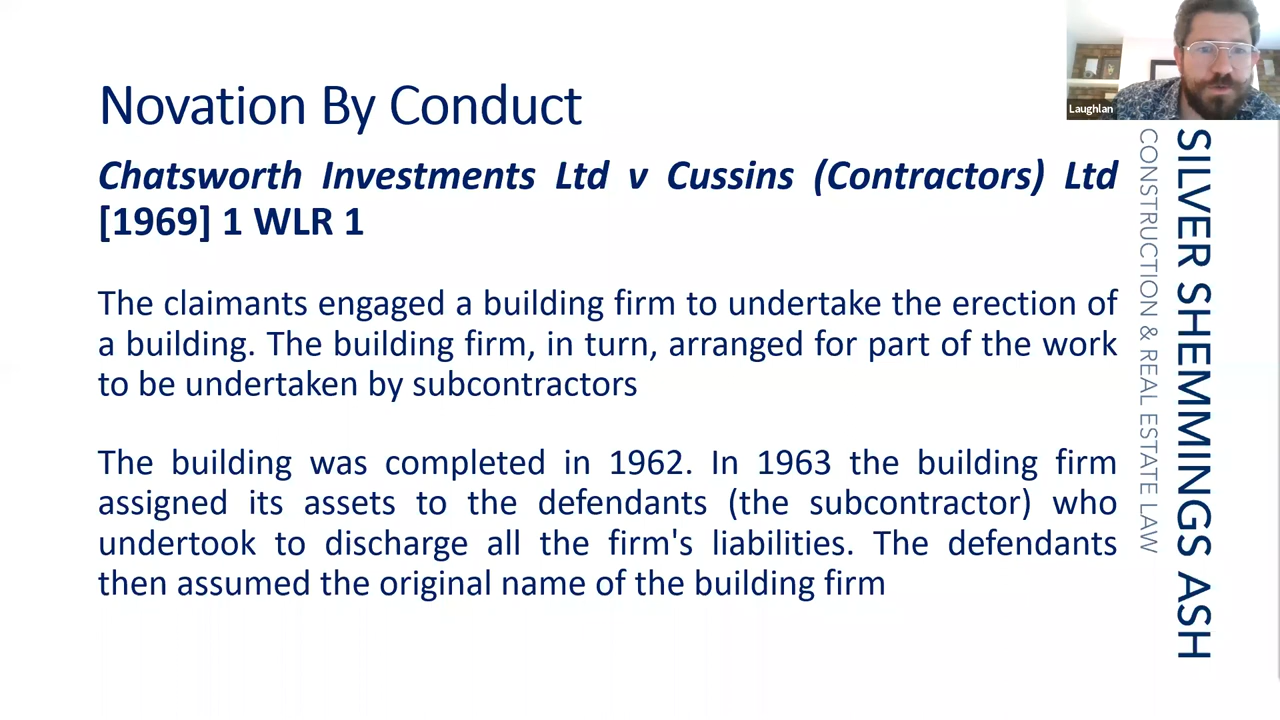 Novation By Conduct
Chatsworth Investments Ltd v Cussins (Contractors) Ltd
[1969] 1 WLR 1
The claimants engaged a building firm to undertake the erection of
a building. The building firm, in turn, arranged for part of the work
to be undertaken by subcontractors
The building was completed in 1962. In 1963 the building firm
assigned its assets to the defendants (the subcontractor) who
undertook to discharge all the firm's liabilities. The defendants
then assumed the original name of the building firm
Laughlan
SILVER SHEMMINGS ASH
CONSTRUCTION & REAL ESTATE LAW